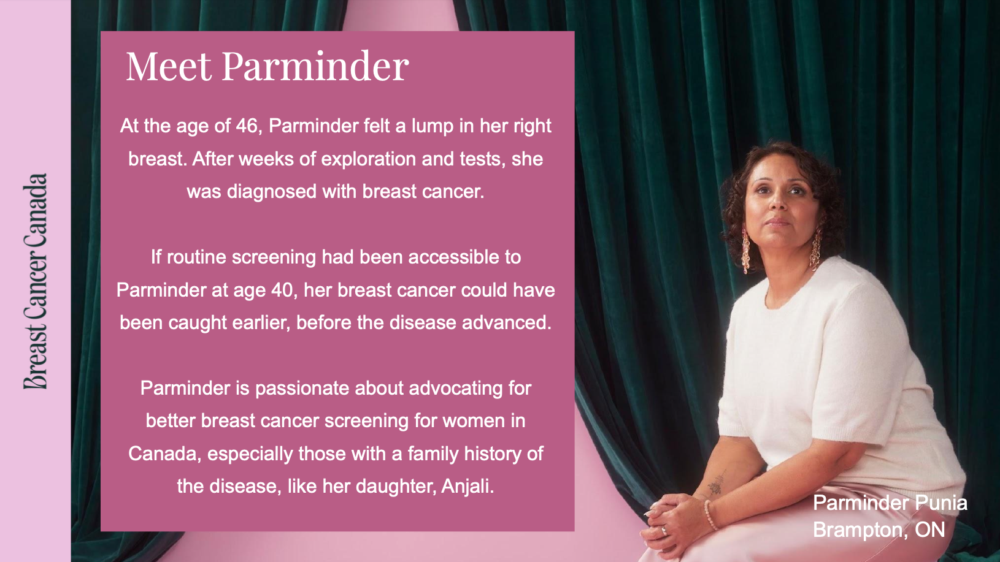 Breast Cancer Canada
Meet Parminder
At the age of 46, Parminder felt a lump in her right
breast. After weeks of exploration and tests, she
was diagnosed with breast cancer.
If routine screening had been accessible to
Parminder at age 40, her breast cancer could have
been caught earlier, before the disease advanced.
Parminder is passionate about advocating for
better breast cancer screening for women in
Canada, especially those with a family history of
the disease, like her daughter, Anjali.
Parminder Punia
Brampton, ON